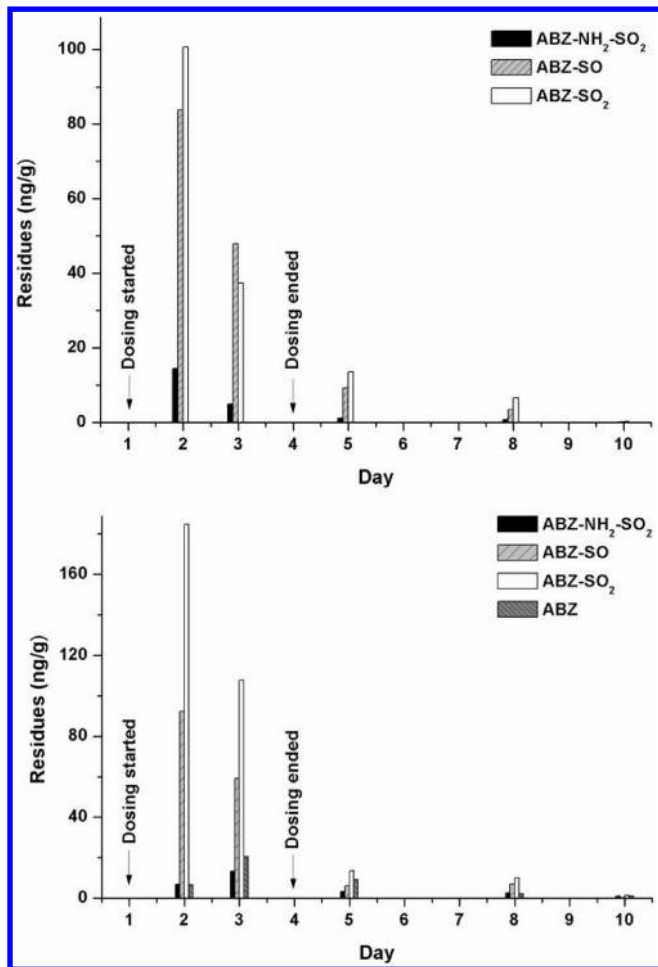 ABZ-NH₂-SO₂
ABZ-SO
ABZ-SO₂
Residues (ng/g)
100
80
60
40
20
0
Dosing started
Dosing ended
1 2 3 4 5 6 7 8 9 10
Day
ABZ-NH₂-SO₂
ABZ-SO
ABZ-SO₂
ABZ
Residues (ng/g)
160
120
80
40
0
Dosing started
Dosing ended
1 2 3 4 5 6 7 8 9 10
Day